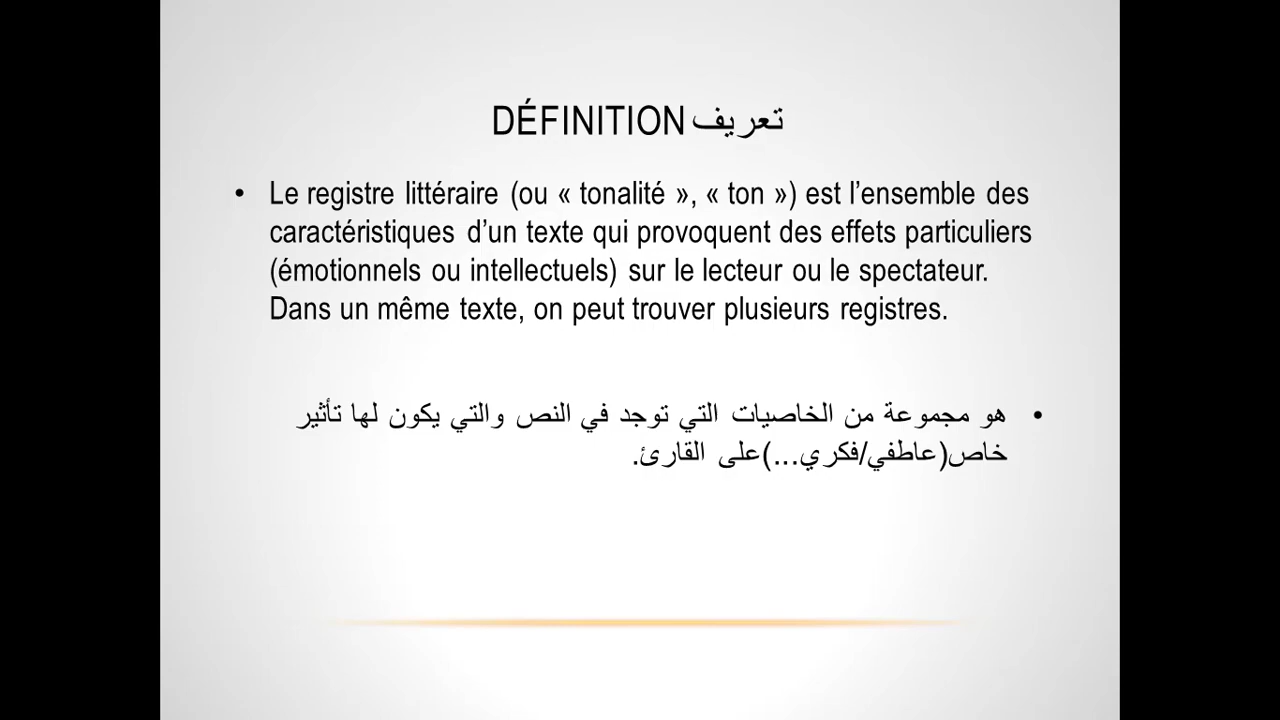 DÉFINITION تعريف
• Le registre littéraire (ou « tonalité », « ton ») est l’ensemble des
caractéristiques d’un texte qui provoquent des effets particuliers
(émotionnels ou intellectuels) sur le lecteur ou le spectateur.
Dans un même texte, on peut trouver plusieurs registres.
• هو مجموعة من الخاصيات التي توجد في النص والتي يكون لها تأثير
خاص(عاطفي/فكري...)على القارئ.